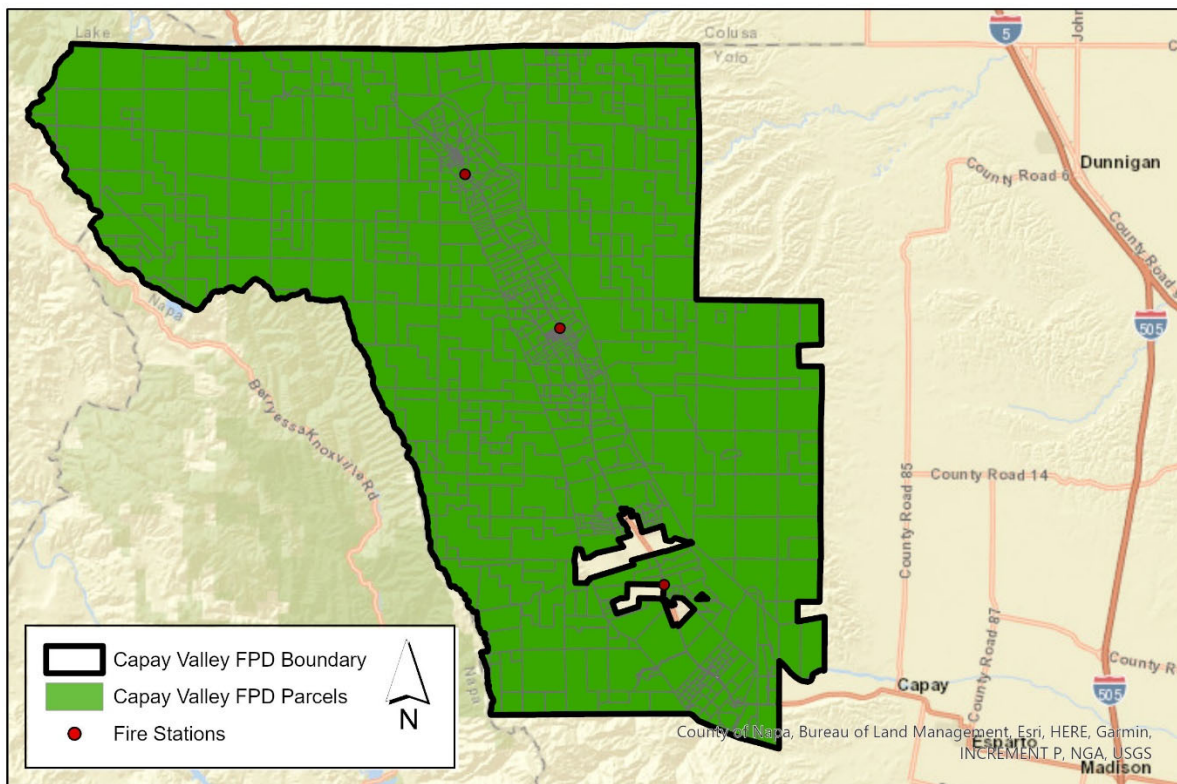 Lake
Colusa
Yolo
5
John
C
Dunnigan
County Road 6
County Road
505
Napa
Berryessa Knoxville Rd
County Road 85
County Road 14
County Road 87
County R
505
Napa
Capay
Esparto
Madison
Capay Valley FPD Boundary
Capay Valley FPD Parcels
Fire Stations
N
County of Napa, Bureau of Land Management, Esri, HERE, Garmin,
INCREMENT P, NGA, USGS